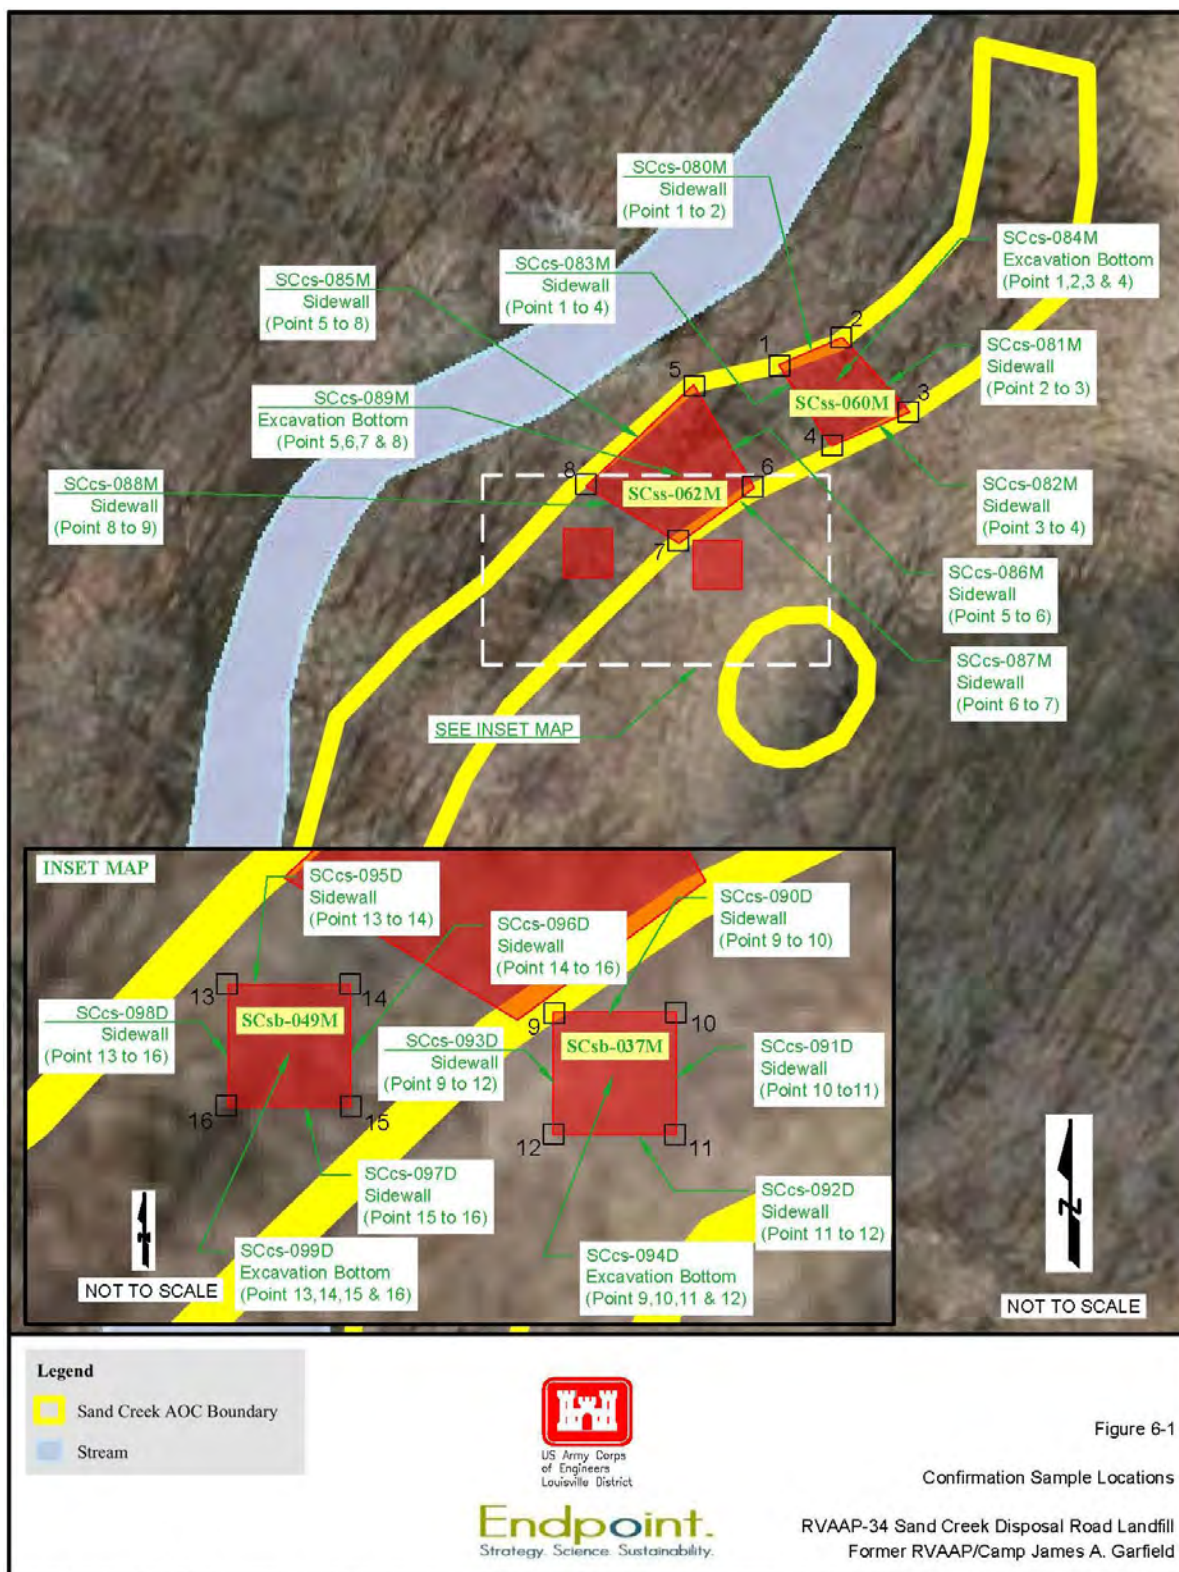 SCcs-080M
Sidewall
(Point 1 to 2)
SCcs-083M
Sidewall
(Point 1 to 4)
SCcs-084M
Excavation Bottom
(Point 1,2,3 & 4)
SCcs-085M
Sidewall
(Point 5 to 8)
2
1
SCcs-081M
Sidewall
(Point 2 to 3)
5
SCss-060M
3
SCcs-089M
Excavation Bottom
(Point 5,6,7 & 8)
4
8
6
SCss-062M
SCcs-088M
Sidewall
(Point 8 to 9)
SCcs-082M
Sidewall
(Point 3 to 4)
7
SCcs-086M
Sidewall
(Point 5 to 6)
SCcs-087M
Sidewall
(Point 6 to 7)
SEE INSET MAP
INSET MAP
SCcs-095D
Sidewall
(Point 13 to 14)
SCcs-090D
Sidewall
(Point 9 to 10)
SCcs-096D
Sidewall
(Point 14 to 16)
13
14
SCsb-049M
SCcs-098D
Sidewall
(Point 13 to 16)
9
10
SCcs-093D
Sidewall
(Point 9 to 12)
SCsb-037M
SCcs-091D
Sidewall
(Point 10 to11)
16
15
12
11
SCcs-097D
Sidewall
(Point 15 to 16)
SCcs-092D
Sidewall
(Point 11 to 12)
SCcs-099D
Excavation Bottom
(Point 13,14,15 & 16)
SCcs-094D
Excavation Bottom
(Point 9,10,11 & 12)
N
NOT TO SCALE
N
NOT TO SCALE
Legend
Sand Creek AOC Boundary
Stream
US Army Corps
of Engineers
Louisville District
Endpoint.
Strategy. Science. Sustainability.
Figure 6-1
Confirmation Sample Locations
RVAAP-34 Sand Creek Disposal Road Landfill
Former RVAAP/Camp James A. Garfield